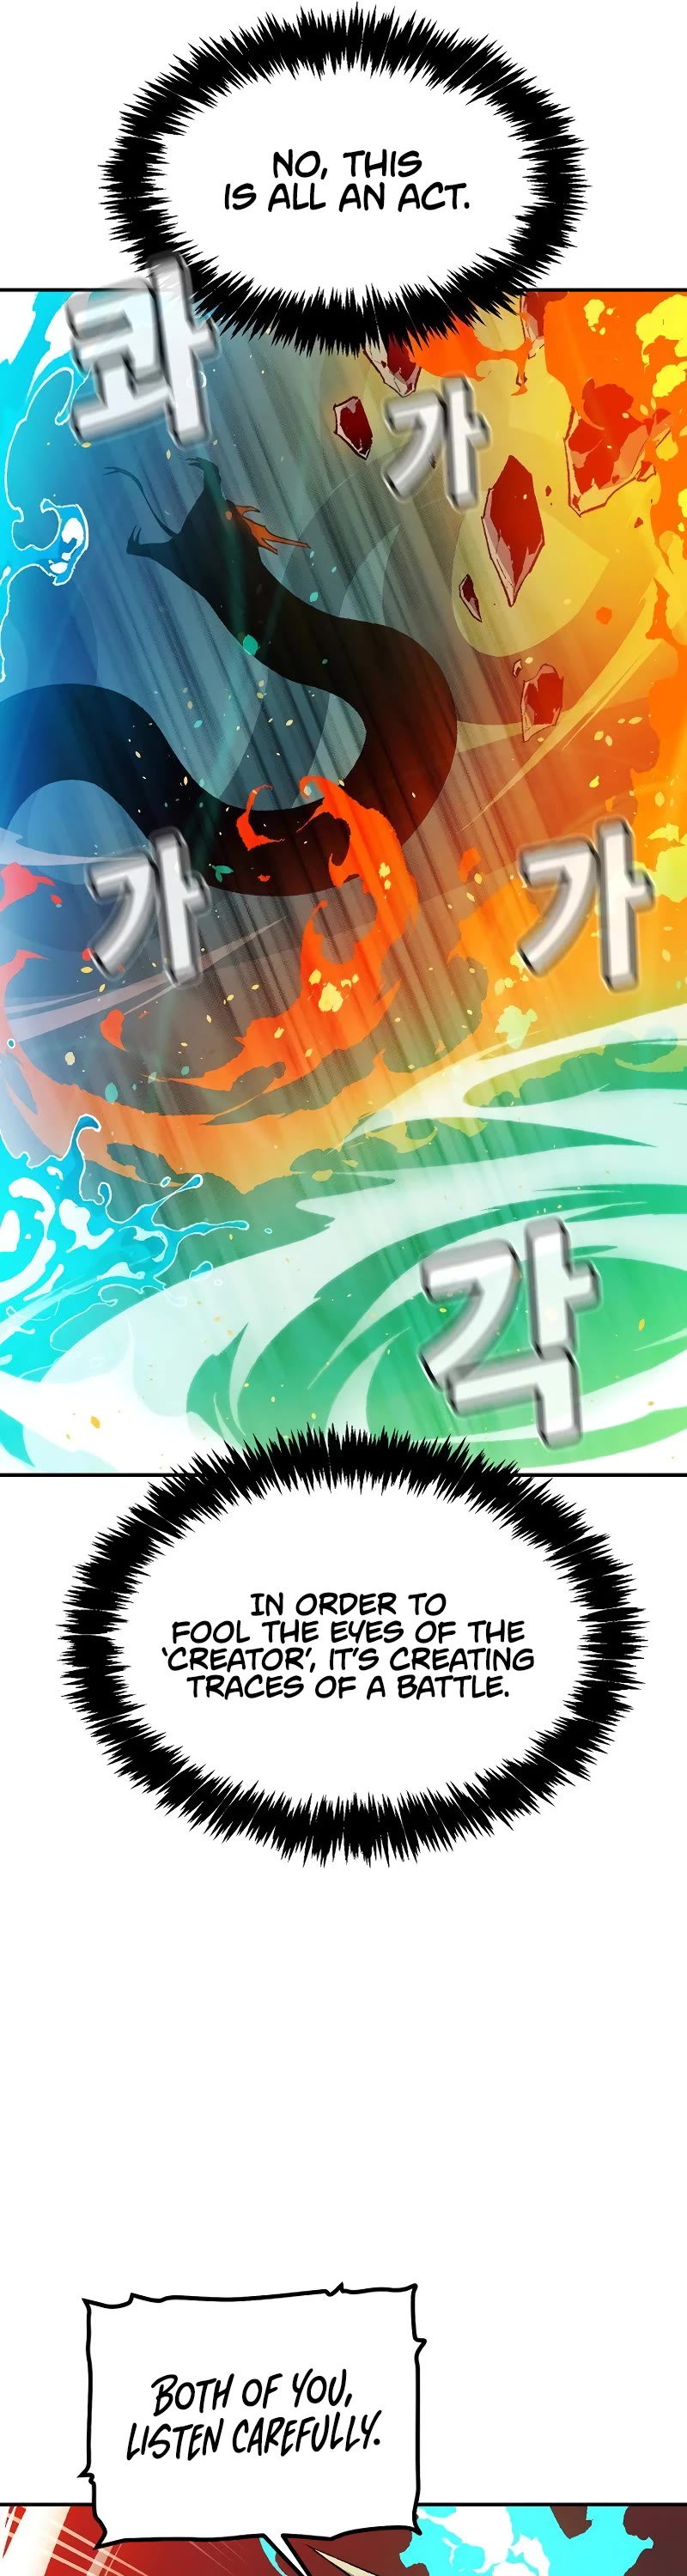 NO, THIS
IS ALL AN ACT.
콰
가
가
가
각
IN ORDER TO
FOOL THE EYES OF THE
'CREATOR', IT'S CREATING
TRACES OF A BATTLE.
BOTH OF YOU,
LISTEN CAREFULLY.